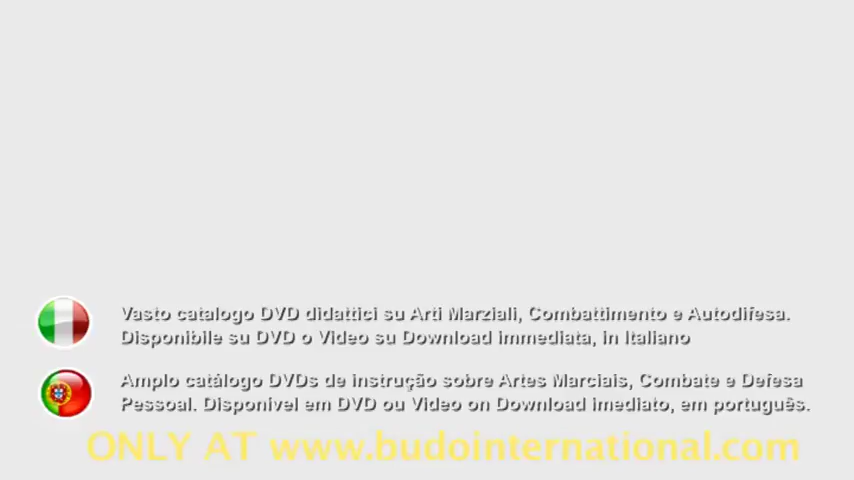 Vasto catalogo DVD didattici su Arti Marziali, Combattimento e Autodifesa.
Disponibile su DVD o Video su Download immediata, in Italiano
Amplo catálogo DVDs de instrução sobre Artes Marciais, Combate e Defesa
Pessoal. Disponivel em DVD ou Video on Download imediato, em português.
ONLY AT www.budointernational.com